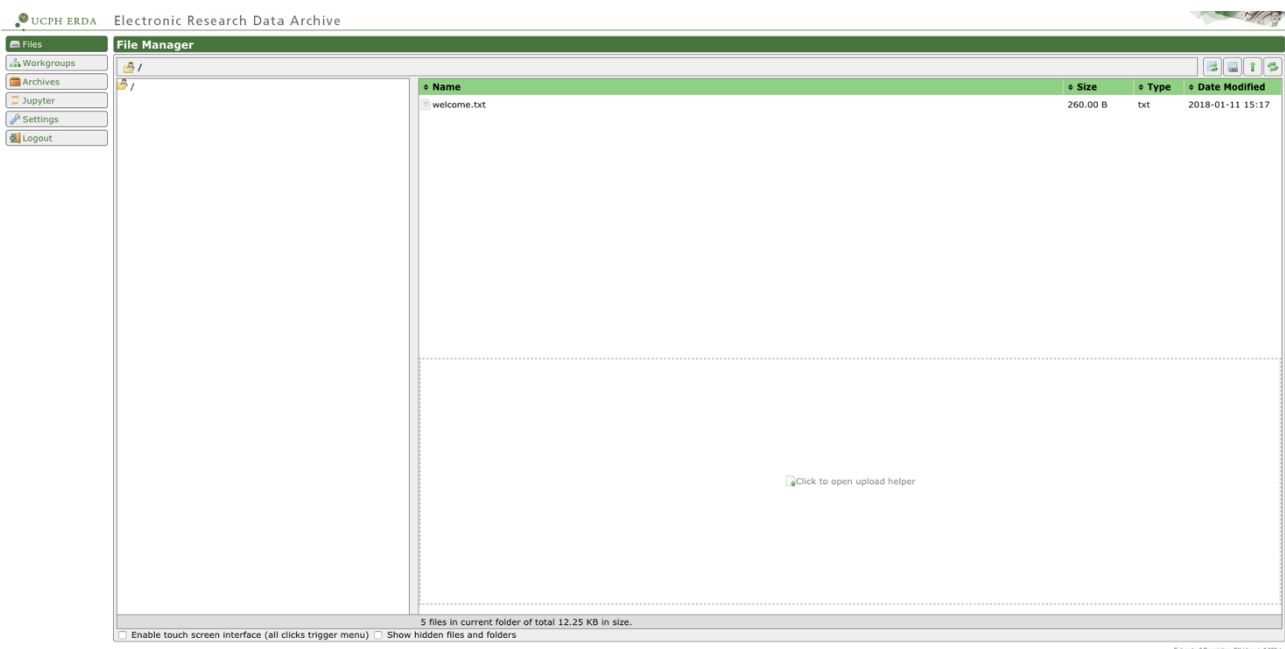 UCPH ERDA Electronic Research Data Archive
Files
File Manager
Workgroups
/
Archives
/
Name Size Type Date Modified
Jupyter
welcome.txt 260.00 B txt 2018-01-11 15:17
Settings
Logout
Click to open upload helper
5 files in current folder of total 12.25 KB in size.
Enable touch screen interface (all clicks trigger menu) Show hidden files and folders